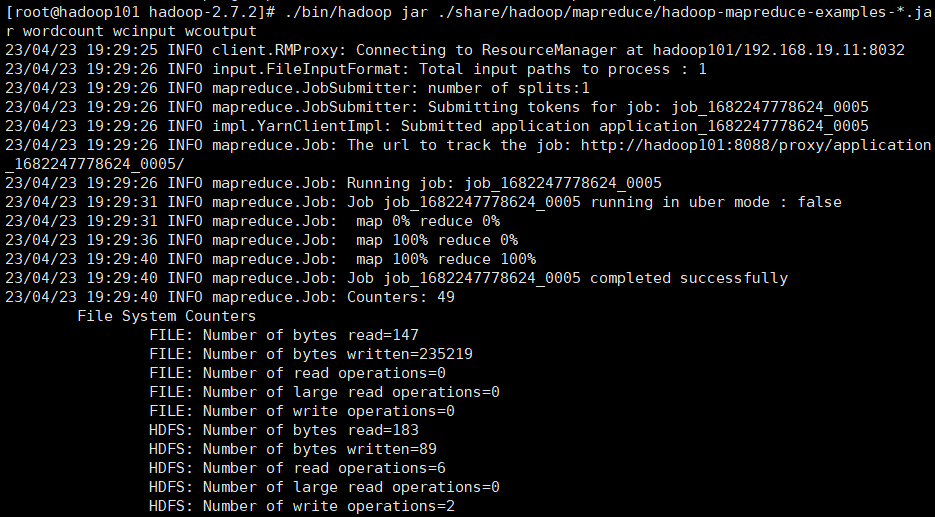 [root@hadoop101 hadoop-2.7.2]# ./bin/hadoop jar ./share/hadoop/mapreduce/hadoop-mapreduce-examples-*.ja
r wordcount wcinput wcoutput
23/04/23 19:29:25 INFO client.RMProxy: Connecting to ResourceManager at hadoop101/192.168.19.11:8032
23/04/23 19:29:26 INFO input.FileInputFormat: Total input paths to process : 1
23/04/23 19:29:26 INFO mapreduce.JobSubmitter: number of splits:1
23/04/23 19:29:26 INFO mapreduce.JobSubmitter: Submitting tokens for job: job_1682247778624_0005
23/04/23 19:29:26 INFO impl.YarnClientImpl: Submitted application application_1682247778624_0005
23/04/23 19:29:26 INFO mapreduce.Job: The url to track the job: http://hadoop101:8088/proxy/application
_1682247778624_0005/
23/04/23 19:29:26 INFO mapreduce.Job: Running job: job_1682247778624_0005
23/04/23 19:29:31 INFO mapreduce.Job: Job job_1682247778624_0005 running in uber mode : false
23/04/23 19:29:31 INFO mapreduce.Job:  map 0% reduce 0%
23/04/23 19:29:36 INFO mapreduce.Job:  map 100% reduce 0%
23/04/23 19:29:40 INFO mapreduce.Job:  map 100% reduce 100%
23/04/23 19:29:40 INFO mapreduce.Job: Job job_1682247778624_0005 completed successfully
23/04/23 19:29:40 INFO mapreduce.Job: Counters: 49
File System Counters
FILE: Number of bytes read=147
FILE: Number of bytes written=235219
FILE: Number of read operations=0
FILE: Number of large read operations=0
FILE: Number of write operations=0
HDFS: Number of bytes read=183
HDFS: Number of bytes written=89
HDFS: Number of read operations=6
HDFS: Number of large read operations=0
HDFS: Number of write operations=2